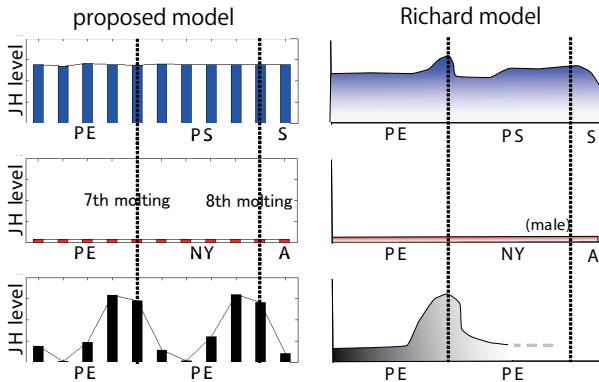 proposed model
Richard model
JH level
PE
PS
S
PE
PS
S
JH level
7th molting
8th molting
(male)
PE
NY
A
PE
NY
A
JH level
PE
PE
PE
PE